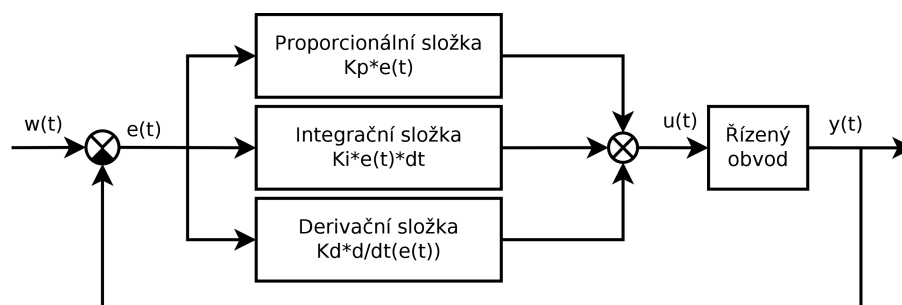 Proporcionální složka
Kp*e(t)
w(t)
e(t)
Integrační složka
Ki*e(t)*dt
u(t)
Řízený
obvod
y(t)
Derivační složka
Kd*d/dt(e(t))